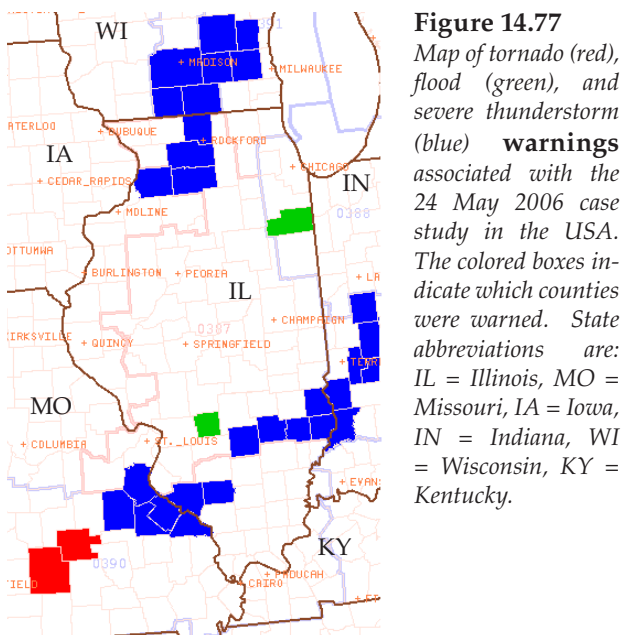 WI
0391
+ MADISON
+ MILWAUKEE
ATERLOO
+ DUBUQUE
+ ROCKFORD
IA
+ CHICAGO
+ CEDAR_RAPIDS
IN
+ MOLINE
0388
OTTUMWA
+ BURLINGTON
+ PEORIA
+ LA
IL
+ CHAMPAIGN
0387
KIRKSVILLE
+ QUINCY
+ SPRINGFIELD
+ TERR
MO
+ COLUMBIA
+ ST._LOUIS
+ EVANS
0390
KY
IELD
+ PADUCAH
+ CAIRO
Figure 14.77
Map of tornado (red),
flood (green), and
severe thunderstorm
(blue) warnings
associated with the
24 May 2006 case
study in the USA.
The colored boxes in-
dicate which counties
were warned. State
abbreviations are:
IL = Illinois, MO =
Missouri, IA = Iowa,
IN = Indiana, WI
= Wisconsin, KY =
Kentucky.